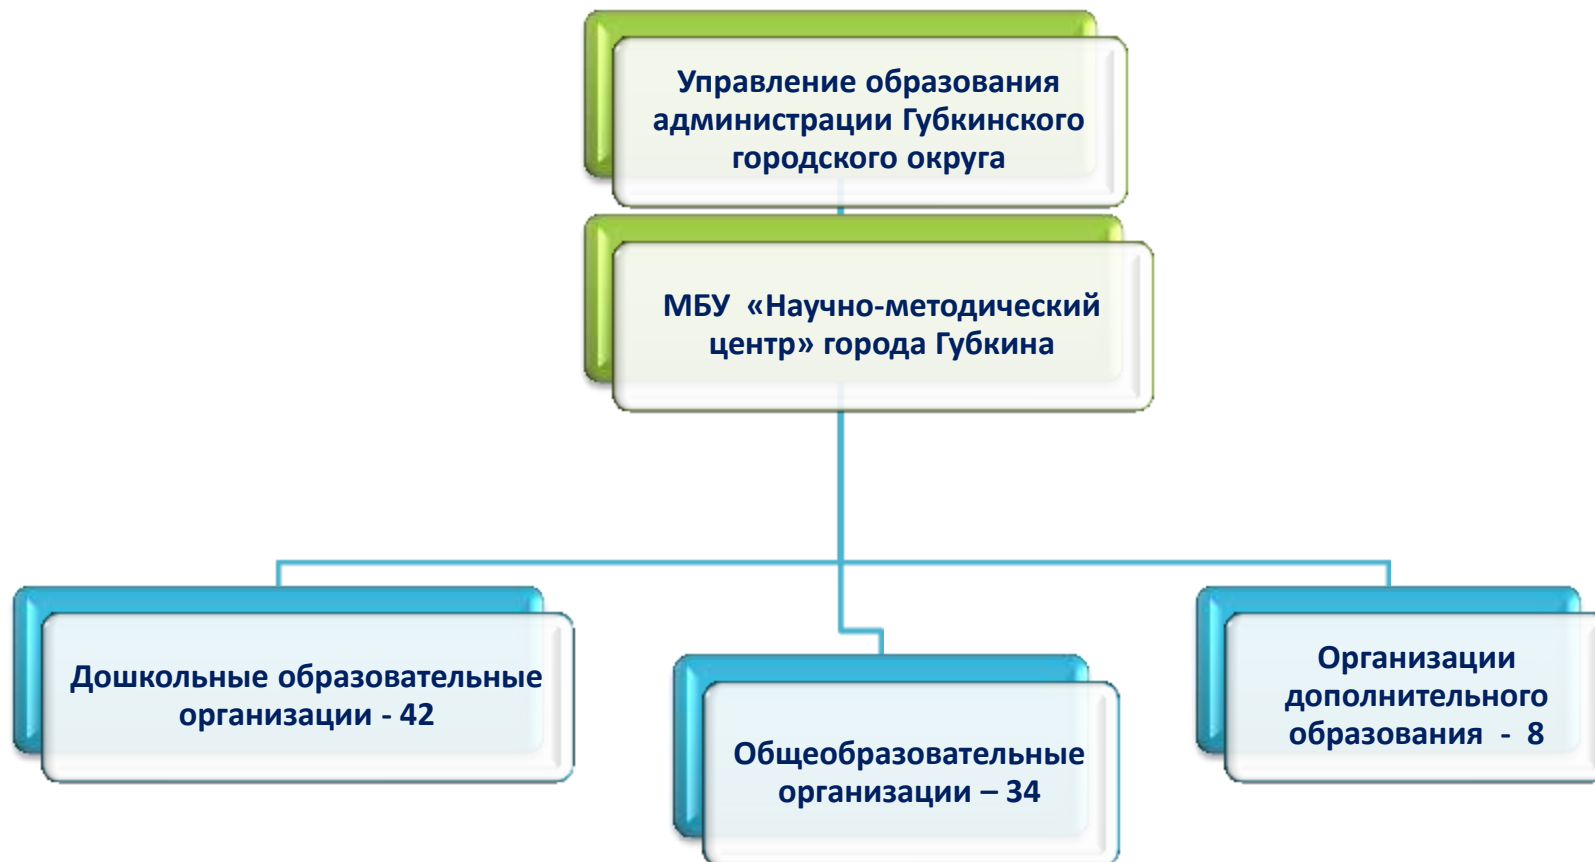 Управление образования
администрации Губкинского
городского округа
МБУ «Научно-методический
центр» города Губкина
Дошкольные образовательные
организации - 42
Общеобразовательные
организации – 34
Организации
дополнительного
образования - 8